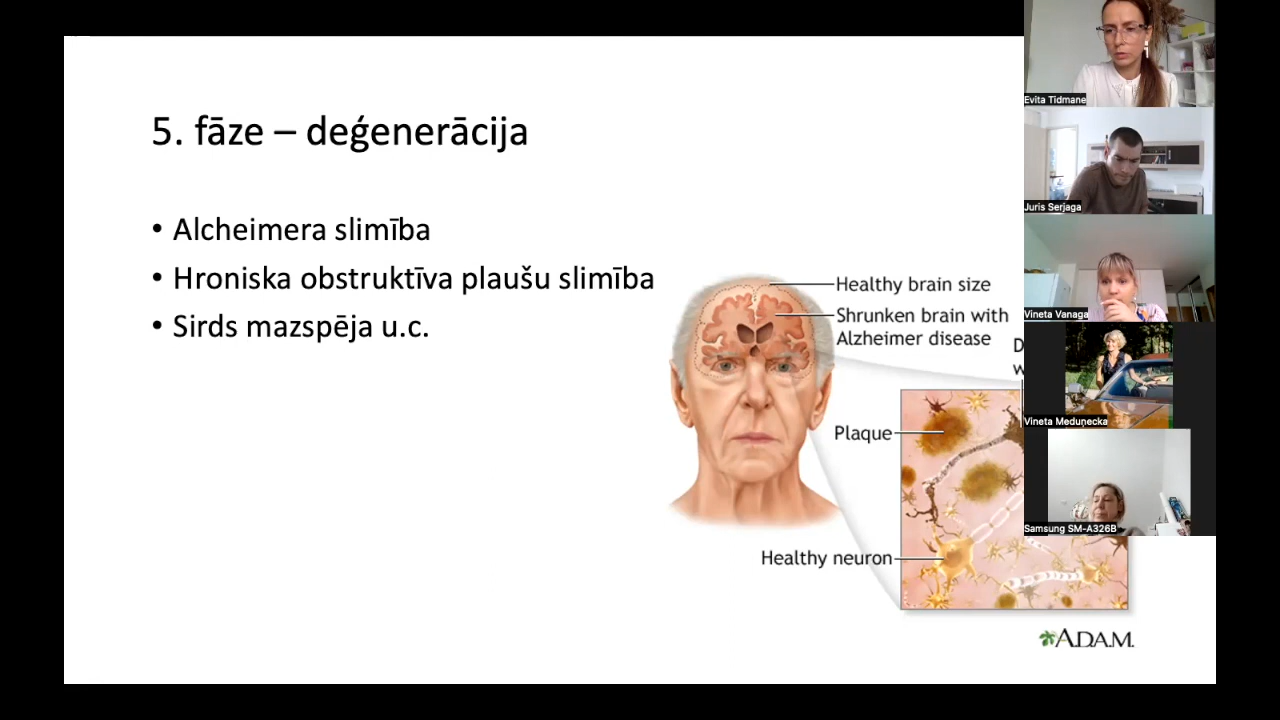 5. fāze – deģenerācija
• Alcheimera slimība
• Hroniska obstruktīva plaušu slimība
• Sirds mazspēja u.c.
Healthy brain size
Shrunken brain with
Alzheimer disease
Plaque
Healthy neuron
A.D.A.M.
Evita Tidmane
Juris Serjaga
Vineta Vanaga
Vineta Meduņecka
Samsung SM-A326B